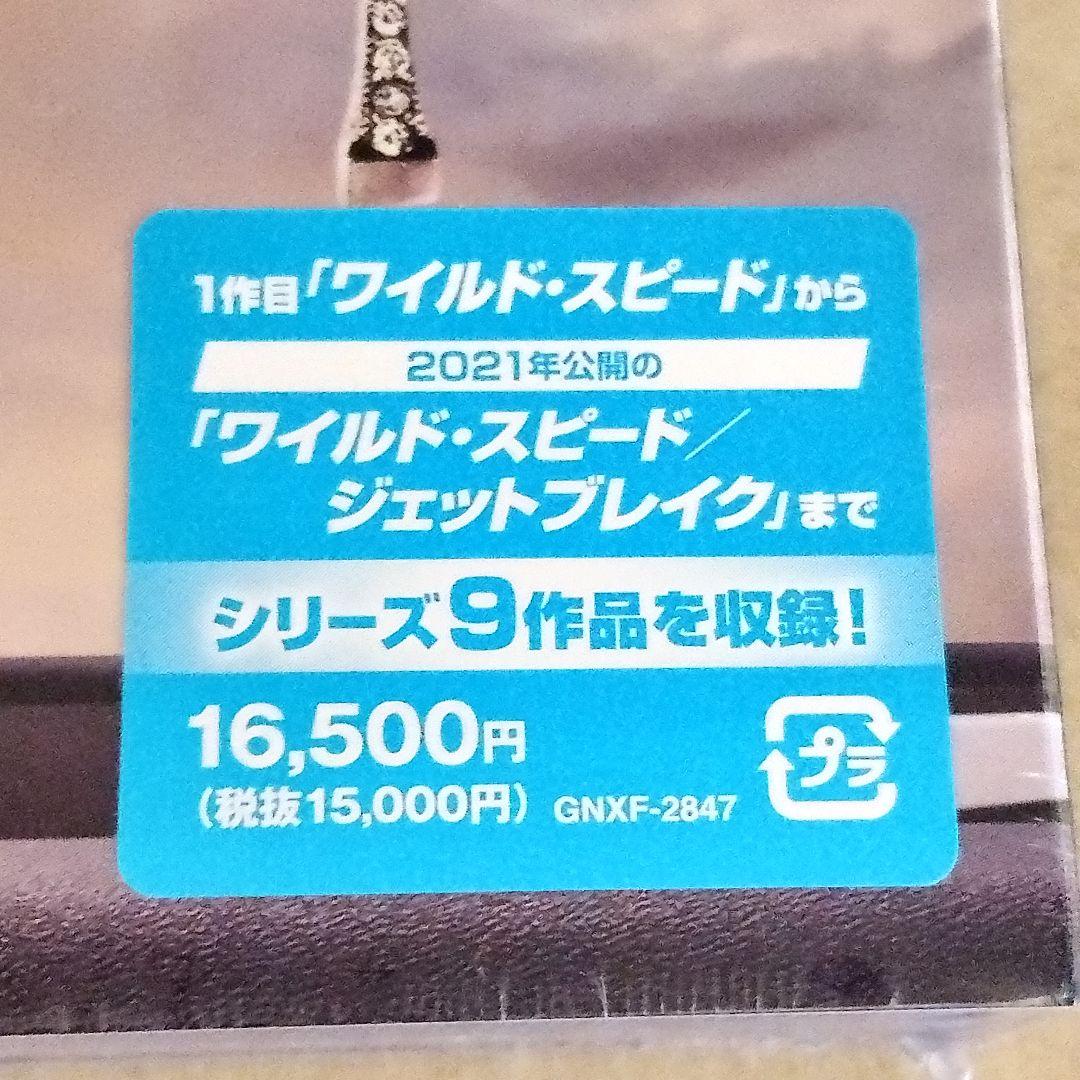 1作目「ワイルド・スピード」から
2021年公開の
「ワイルド・スピード／
ジェットブレイク」まで
シリーズ9作品を収録！
16,500円
（税抜15,000円） GNXF-2847
プラ